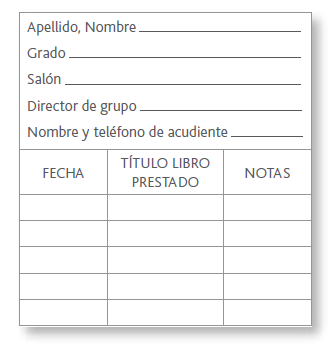 Apellido, Nombre
Grado
Salón
Director de grupo
Nombre y teléfono de acudiente
FECHA
TÍTULO LIBRO
PRESTADO
NOTAS